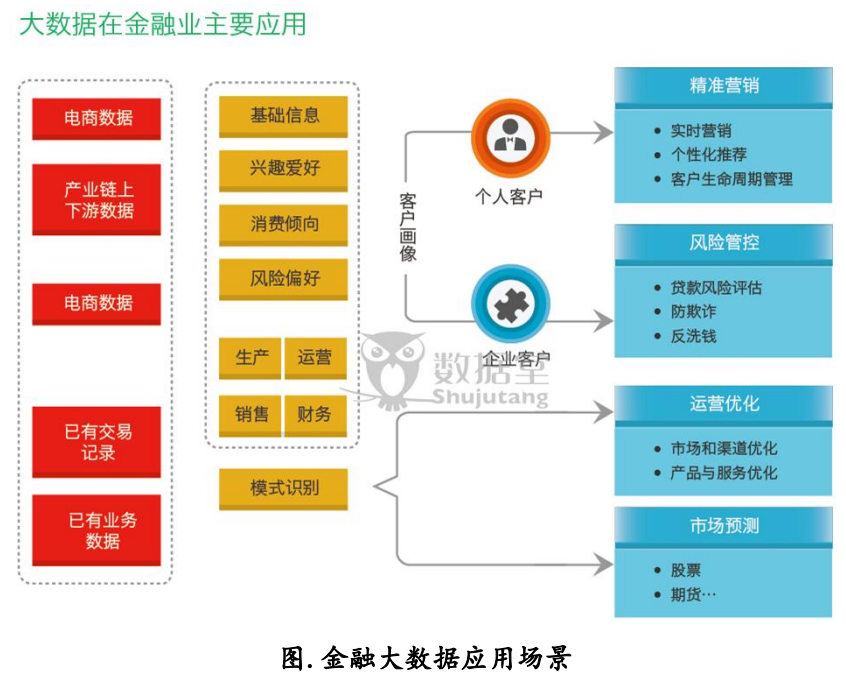 大数据在金融业主要应用
电商数据
产业链上
下游数据
电商数据
已有交易
记录
已有业务
数据
基础信息
兴趣爱好
消费倾向
风险偏好
生产
运营
销售
财务
模式识别
客户画像
个人客户
企业客户
数据堂
Shujutang
精准营销
• 实时营销
• 个性化推荐
• 客户生命周期管理
风险管控
• 贷款风险评估
• 防欺诈
• 反洗钱
运营优化
• 市场和渠道优化
• 产品与服务优化
市场预测
• 股票
• 期货…
图.金融大数据应用场景